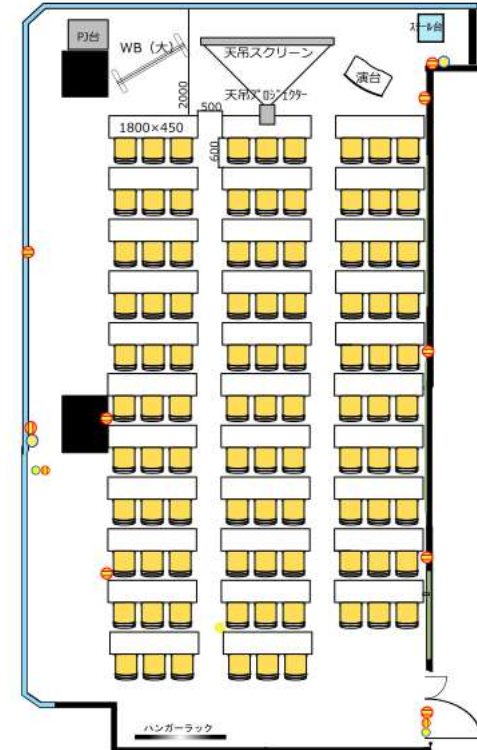 PJ台
WB（大）
天吊スクリーン
スチール台
演台
天吊プロジェクター
2000
500
1800×450
600
ハンガーラック